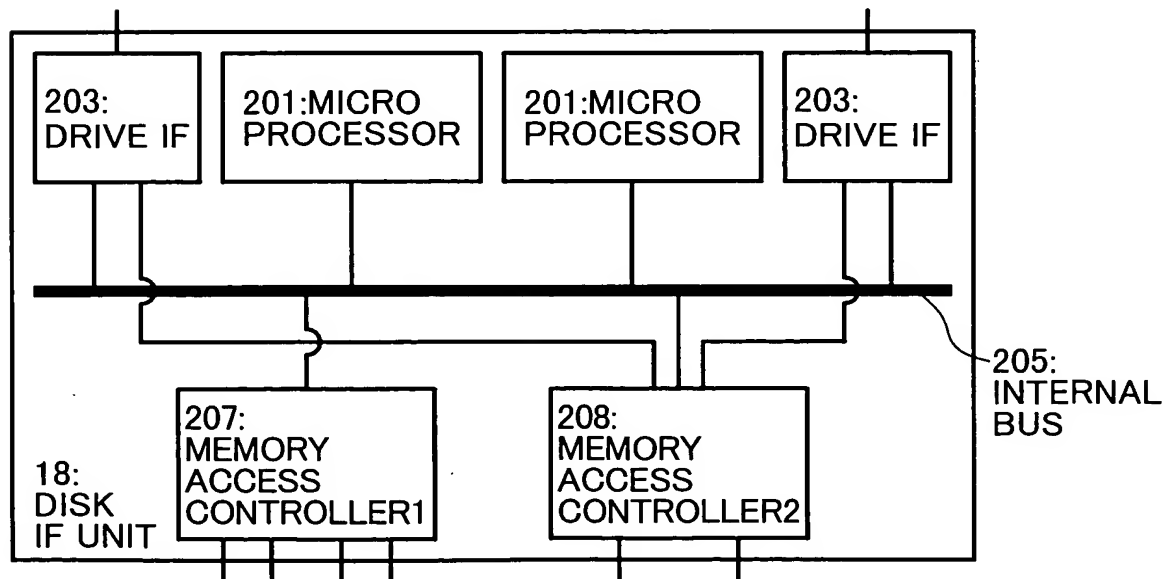 203:
DRIVE IF
201:MICRO
PROCESSOR
201:MICRO
PROCESSOR
203:
DRIVE IF
205:
INTERNAL
BUS
207:
MEMORY
ACCESS
CONTROLLER1
208:
MEMORY
ACCESS
CONTROLLER2
18:
DISK
IF UNIT